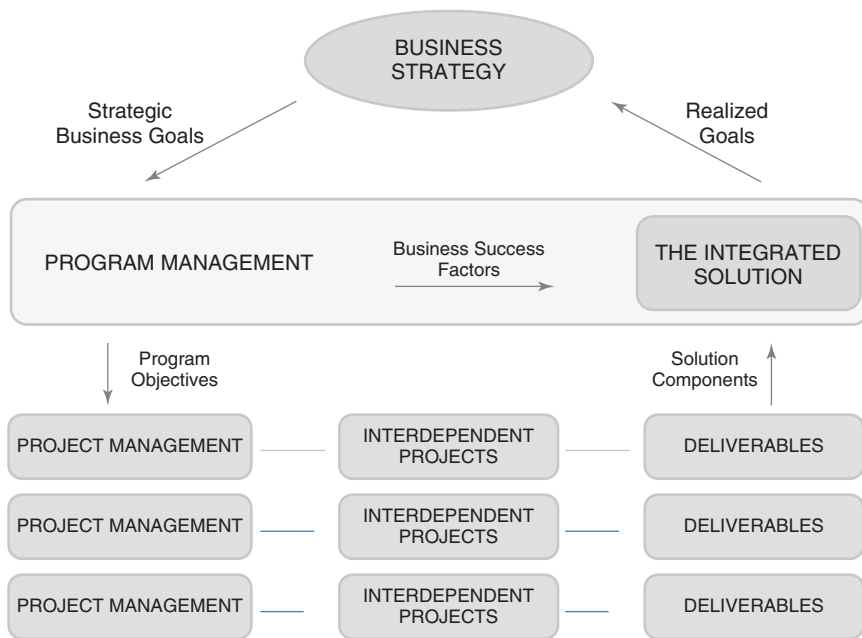 BUSINESS
STRATEGY
Strategic
Business Goals
Realized
Goals
PROGRAM MANAGEMENT
Business Success
Factors
THE INTEGRATED
SOLUTION
Program
Objectives
Solution
Components
PROJECT MANAGEMENT
INTERDEPENDENT
PROJECTS
DELIVERABLES
PROJECT MANAGEMENT
INTERDEPENDENT
PROJECTS
DELIVERABLES
PROJECT MANAGEMENT
INTERDEPENDENT
PROJECTS
DELIVERABLES